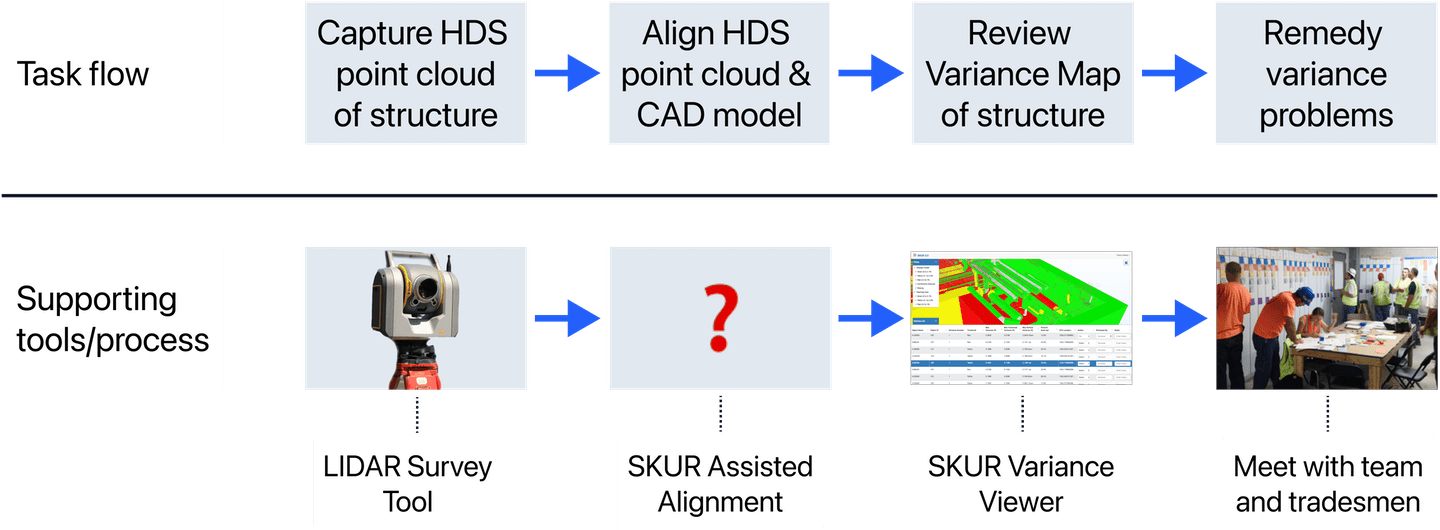 Task flow
Capture HDS
point cloud
of structure
Align HDS
point cloud &
CAD model
Review
Variance Map
of structure
Remedy
variance
problems
Supporting
tools/process
?
LIDAR Survey
Tool
SKUR Assisted
Alignment
SKUR Variance
Viewer
Meet with team
and tradesmen